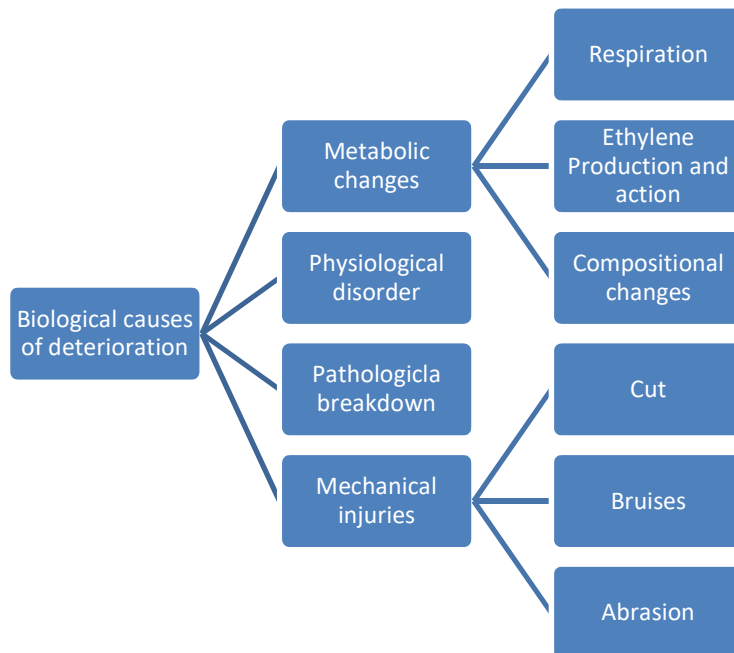 Biological causes
of deterioration
Metabolic
changes
Respiration
Ethylene
Production and
action
Compositional
changes
Physiological
disorder
Pathologicla
breakdown
Mechanical
injuries
Cut
Bruises
Abrasion